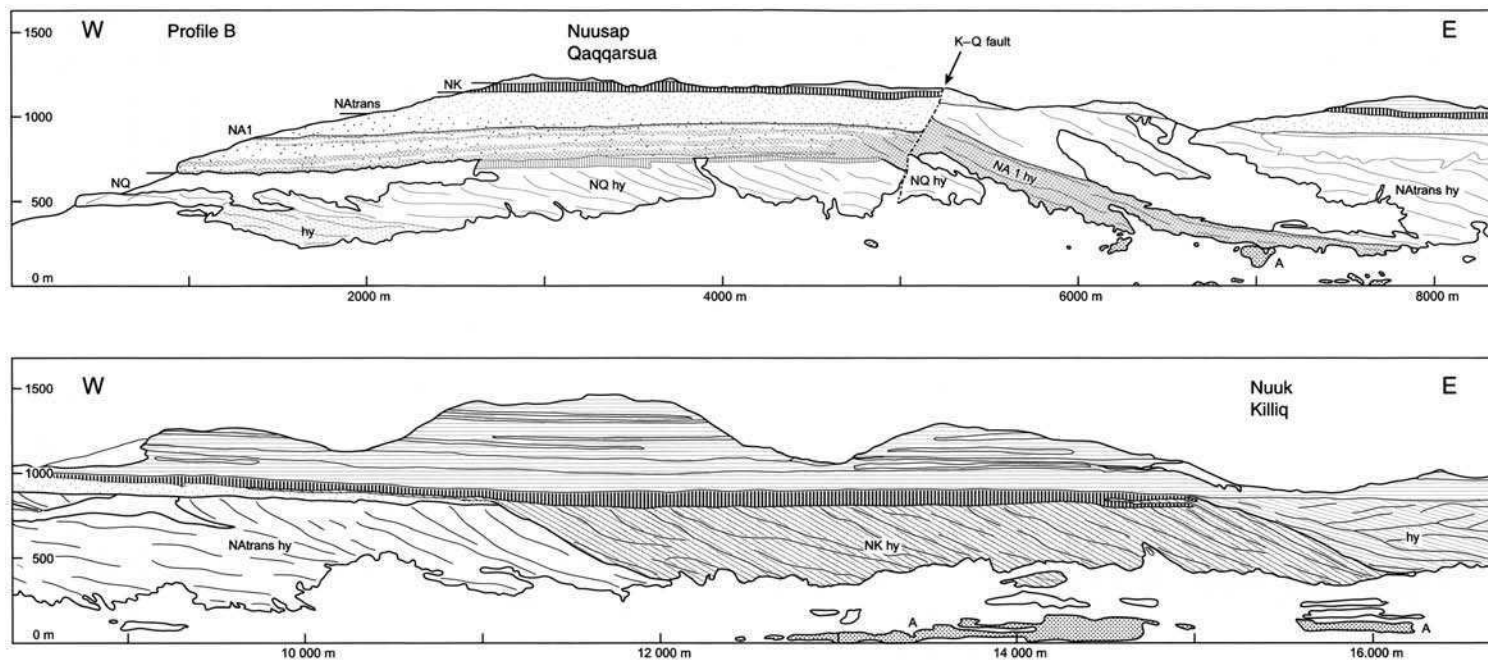 W Profile B Nuusap E
Qaqqarsua
K–Q fault
1500
NK
NAtrans
1000
NA1
NQ
NQ hy
NQ hy
NA 1 hy
NAtrans hy
500
hy
A
0 m
2000 m 4000 m 6000 m 8000 m
W Nuuk E
Killiq
1500
1000
NAtrans hy
NK hy
hy
500
A
A
0 m
10 000 m 12 000 m 14 000 m 16 000 m